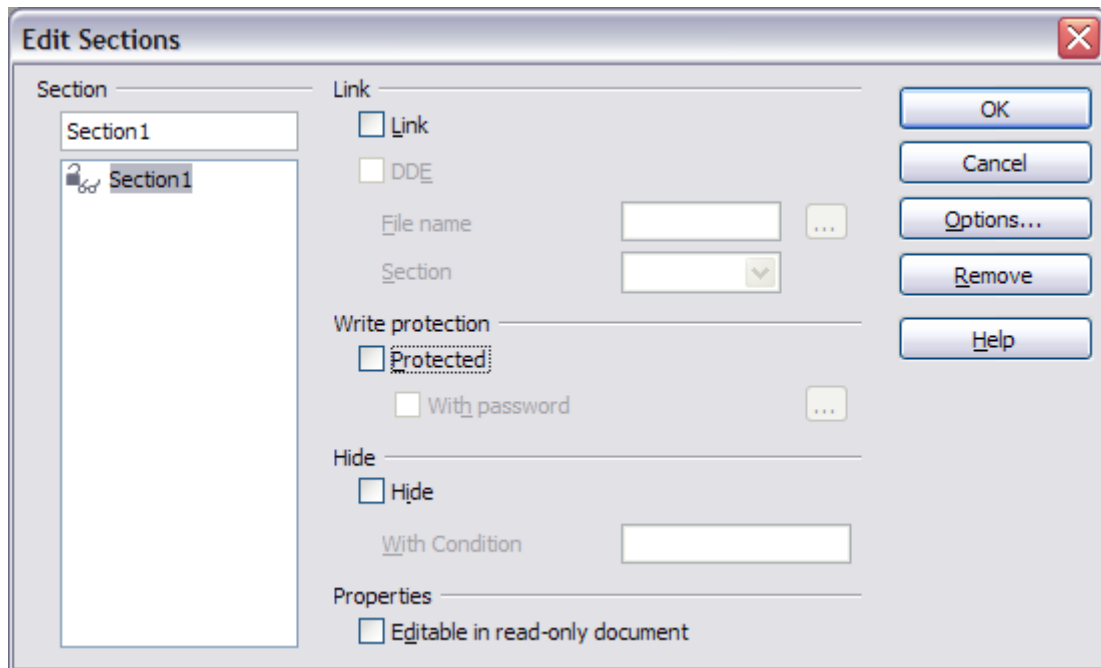 Edit Sections
Section
Section1
Section1
Link
Link
DDE
File name
...
Section
Write protection
Protected
With password
...
Hide
Hide
With Condition
Properties
Editable in read-only document
OK
Cancel
Options...
Remove
Help